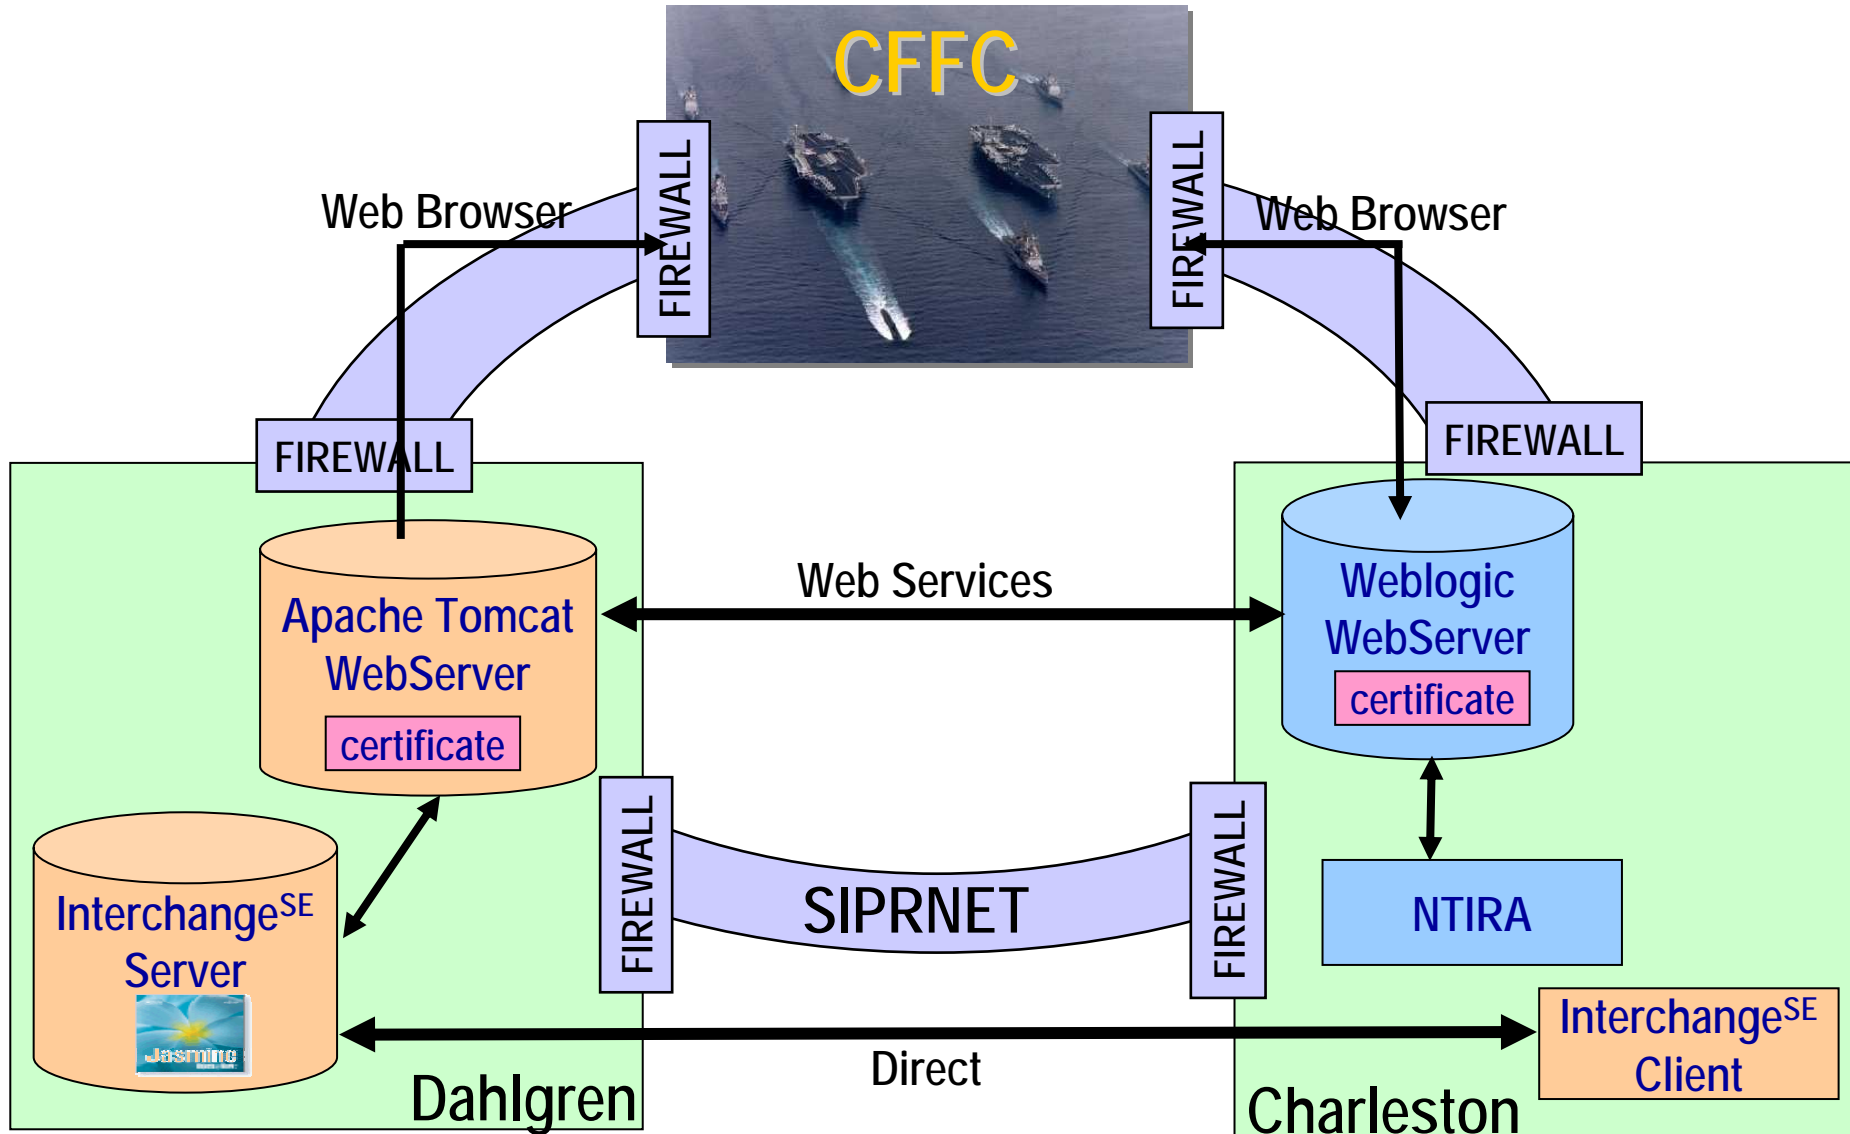 CFFC
FIREWALL
FIREWALL
Web Browser
Web Browser
FIREWALL
FIREWALL
Web Services
Apache Tomcat
WebServer
certificate
Weblogic
WebServer
certificate
FIREWALL
SIPRNET
FIREWALL
NTIRA
InterchangeSE
Server
Jasmine
Direct
InterchangeSE
Client
Dahlgren
Charleston